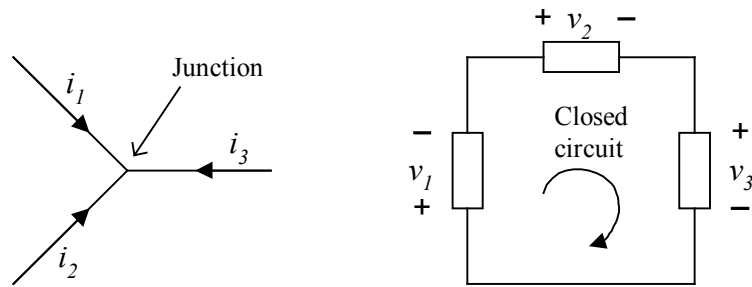 i1
Junction
i3
i2
+ v2 −
− v1 +
Closed
circuit
+ v3 −